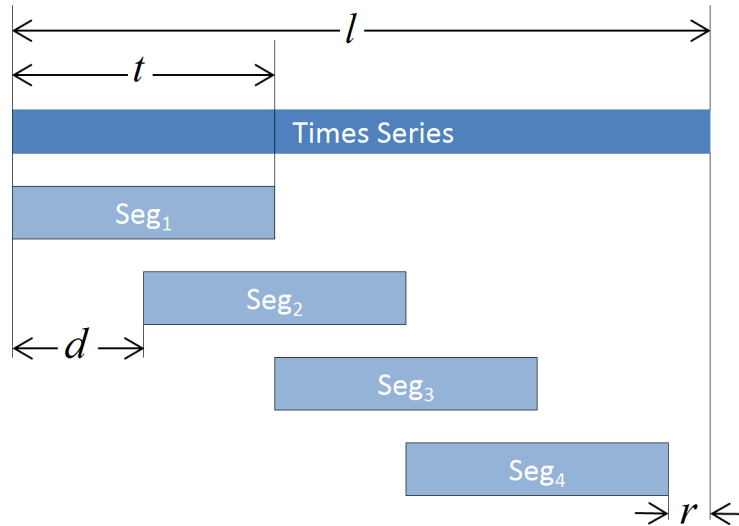 l
t
Times Series
Seg₁
Seg₂
d
Seg₃
Seg₄
r